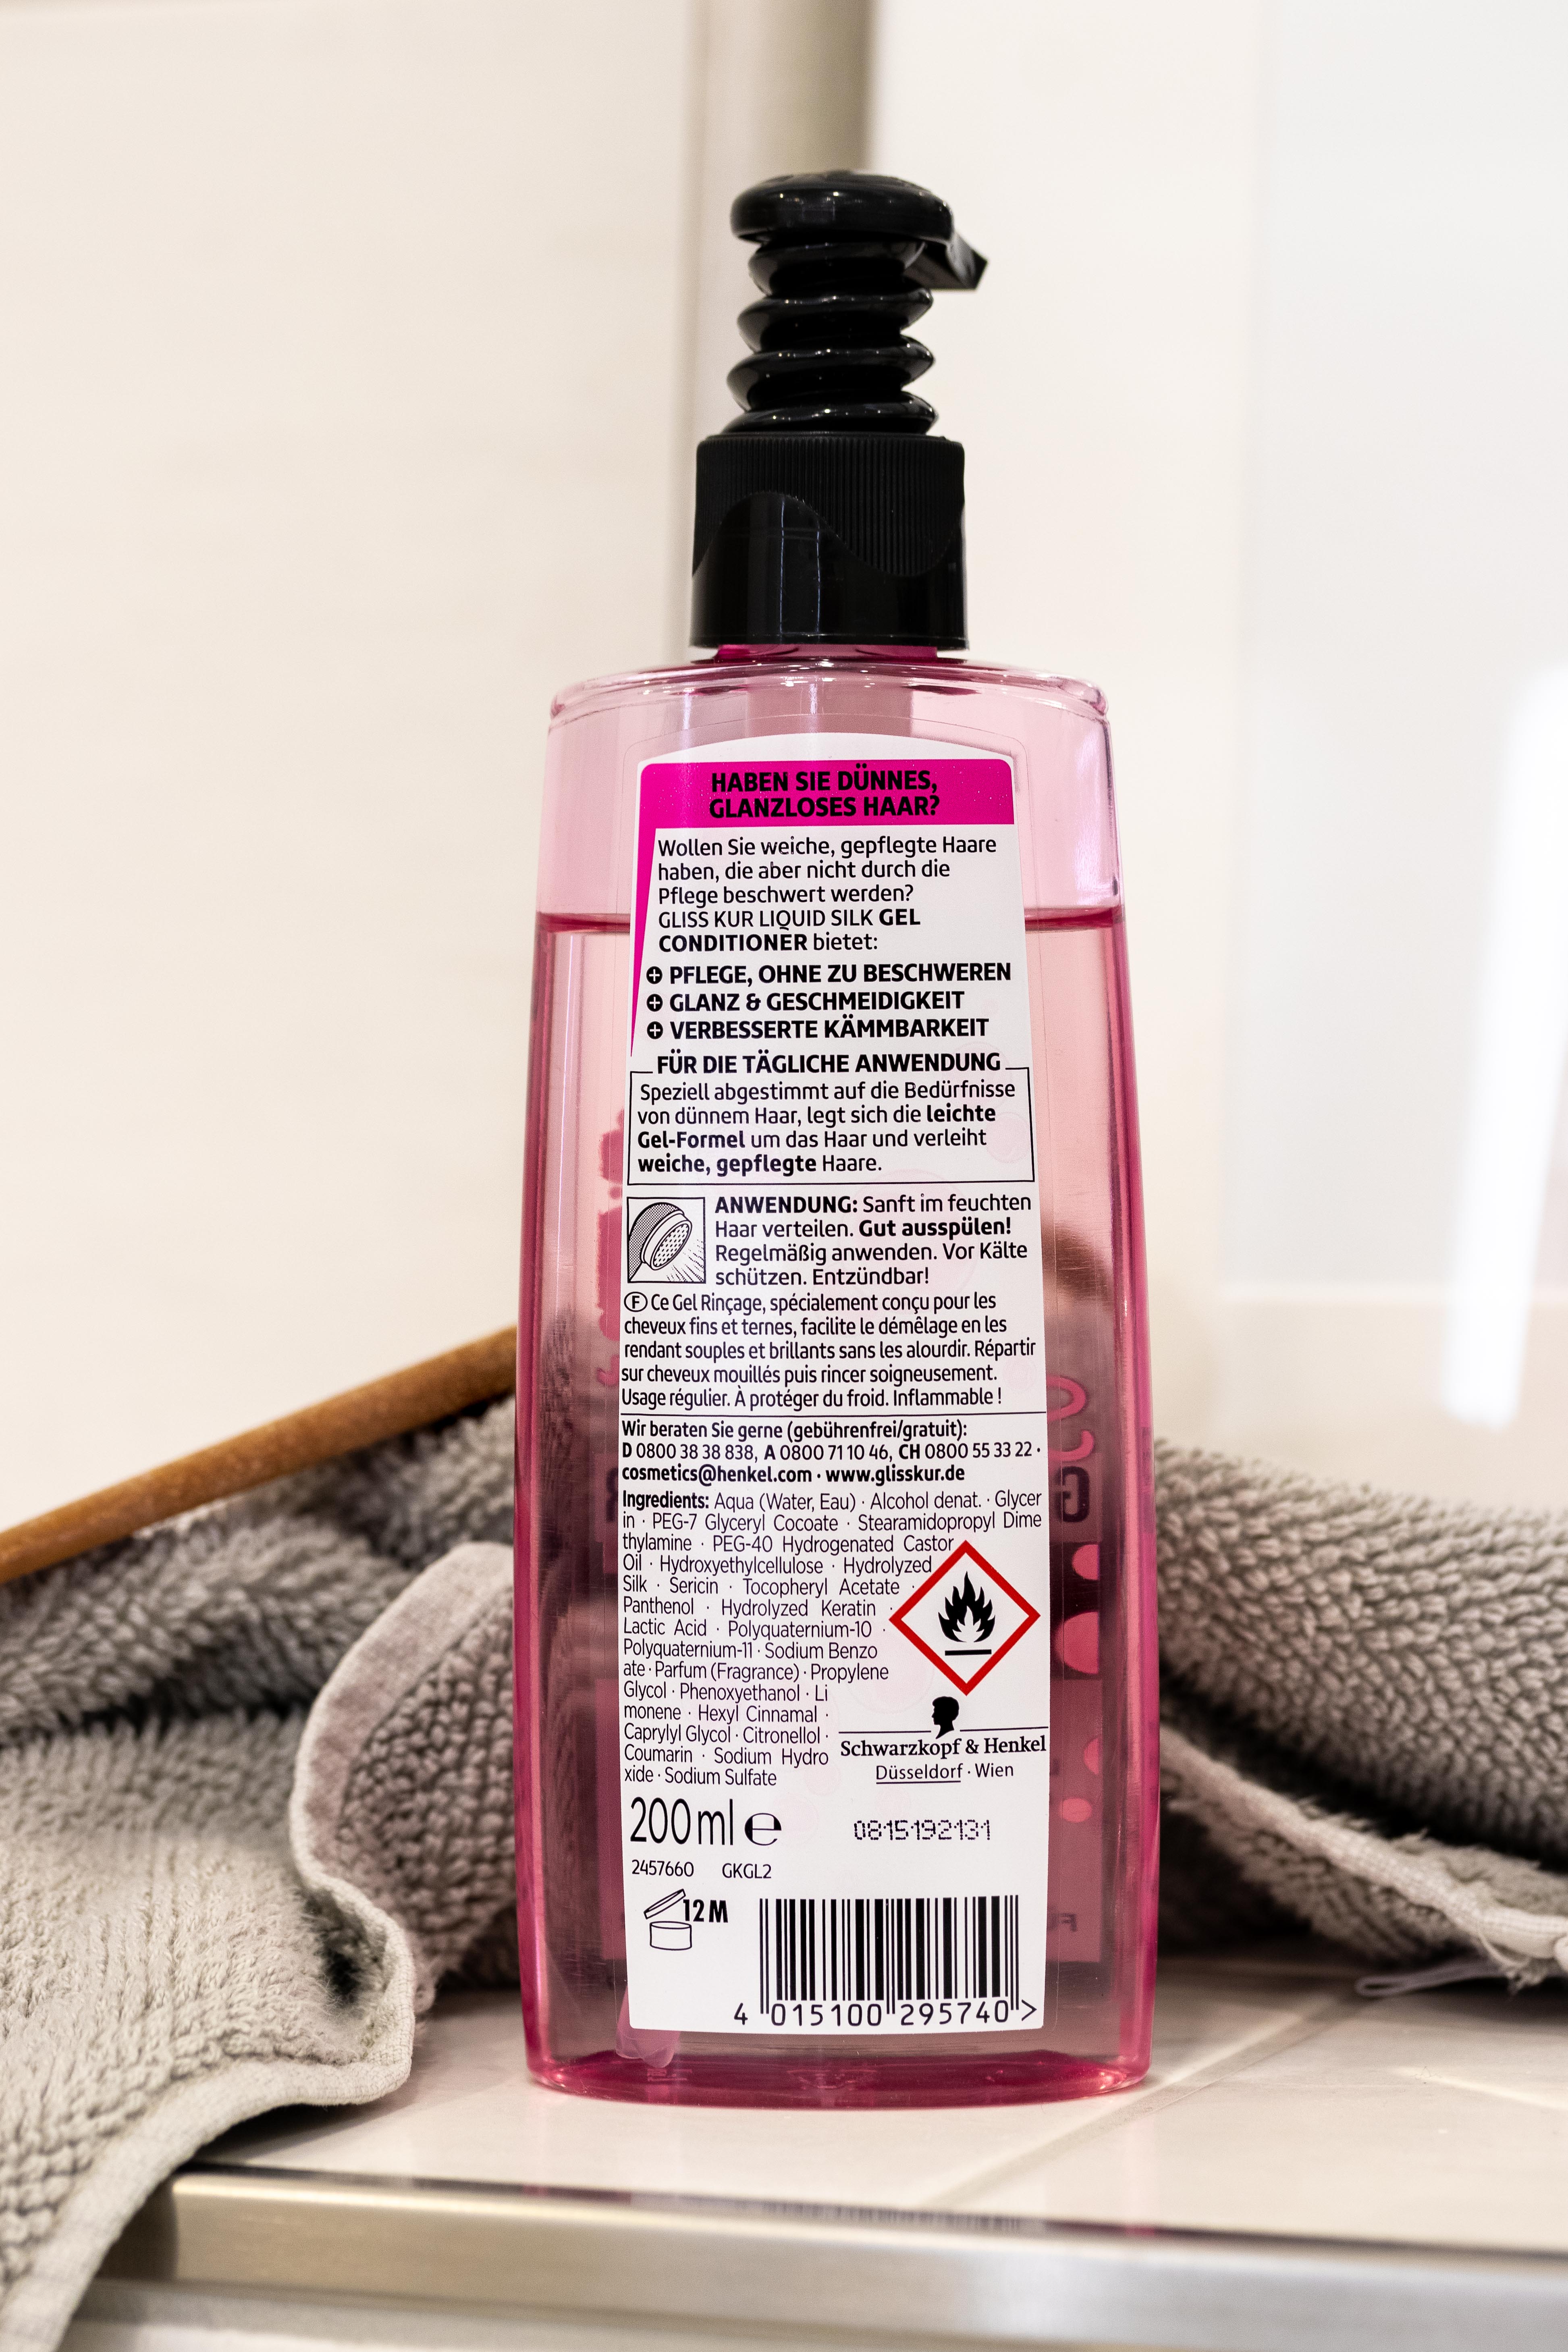 HABEN SIE DÜNNES,
GLANZLOSES HAAR?
Wollen Sie weiche, gepflegte Haare
haben, die aber nicht durch die
Pflege beschwert werden?
GLISS KUR LIQUID SILK GEL
CONDITIONER bietet:
PFLEGE, OHNE ZU BESCHWEREN
GLANZ & GESCHMEIDIGKEIT
VERBESSERTE KÄMMBARKEIT
FÜR DIE TÄGLICHE ANWENDUNG
Speziell abgestimmt auf die Bedürfnisse
von dünnem Haar, legt sich die leichte
Gel-Formel um das Haar und verleiht
weiche, gepflegte Haare.
ANWENDUNG: Sanft im feuchten
Haar verteilen. Gut ausspülen!
Regelmäßig anwenden. Vor Kälte
schützen. Entzündbar!
F Ce Gel Rinçage, spécialement conçu pour les
cheveux fins et ternes, facilite le démêlage en les
rendant souples et brillants sans les alourdir. Répartir
sur cheveux mouillés puis rincer soigneusement.
Usage régulier. À protéger du froid. Inflammable !
Wir beraten Sie gerne (gebührenfrei/gratuit):
D 0800 38 38 838, A 0800 71 10 46, CH 0800 55 33 22 ·
cosmetics@henkel.com · www.glisskur.de
Ingredients: Aqua (Water, Eau) · Alcohol denat. · Glycer
in · PEG-7 Glyceryl Cocoate · Stearamidopropyl Dime
thylamine · PEG-40 Hydrogenated Castor
Oil · Hydroxyethylcellulose · Hydrolyzed
Silk · Sericin · Tocopheryl Acetate ·
Panthenol · Hydrolyzed Keratin ·
Lactic Acid · Polyquaternium-10 ·
Polyquaternium-11 · Sodium Benzo
ate · Parfum (Fragrance) · Propylene
Glycol · Phenoxyethanol · Li
monene · Hexyl Cinnamal ·
Caprylyl Glycol · Citronellol ·
Coumarin · Sodium Hydro
xide · Sodium Sulfate
Schwarzkopf & Henkel
Düsseldorf · Wien
200 ml e
0815192131
2457660 GKGL2
12 M
4 015100 295740 >